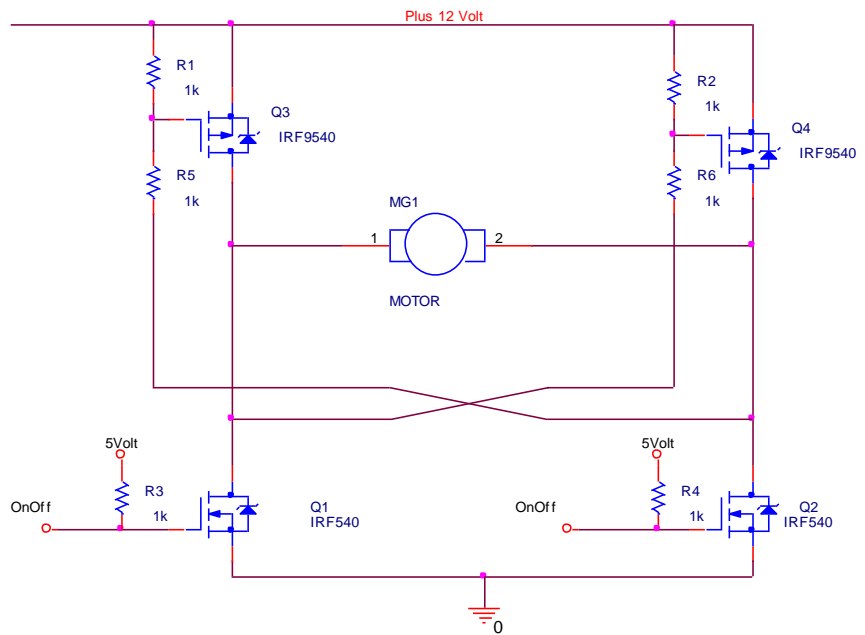 Plus 12 Volt
R1
1k
Q3
IRF9540
R2
1k
Q4
IRF9540
R5
1k
R6
1k
MG1
1
2
MOTOR
5Volt
R3
1k
OnOff
Q1
IRF540
5Volt
R4
1k
OnOff
Q2
IRF540
0